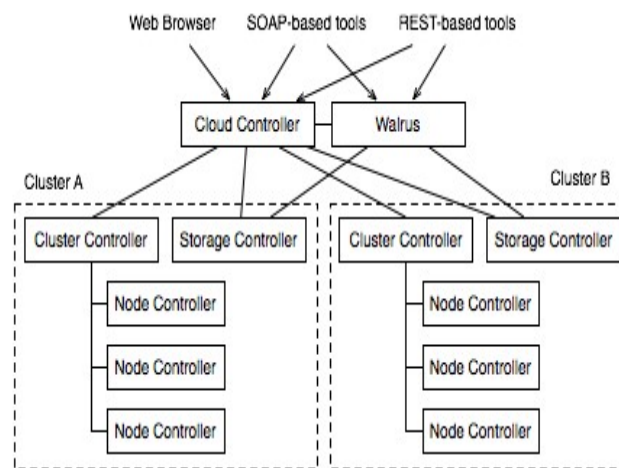 Web Browser SOAP-based tools REST-based tools
Cloud Controller Walrus
Cluster A Cluster B
Cluster Controller Storage Controller Cluster Controller Storage Controller
Node Controller Node Controller
Node Controller Node Controller
Node Controller Node Controller